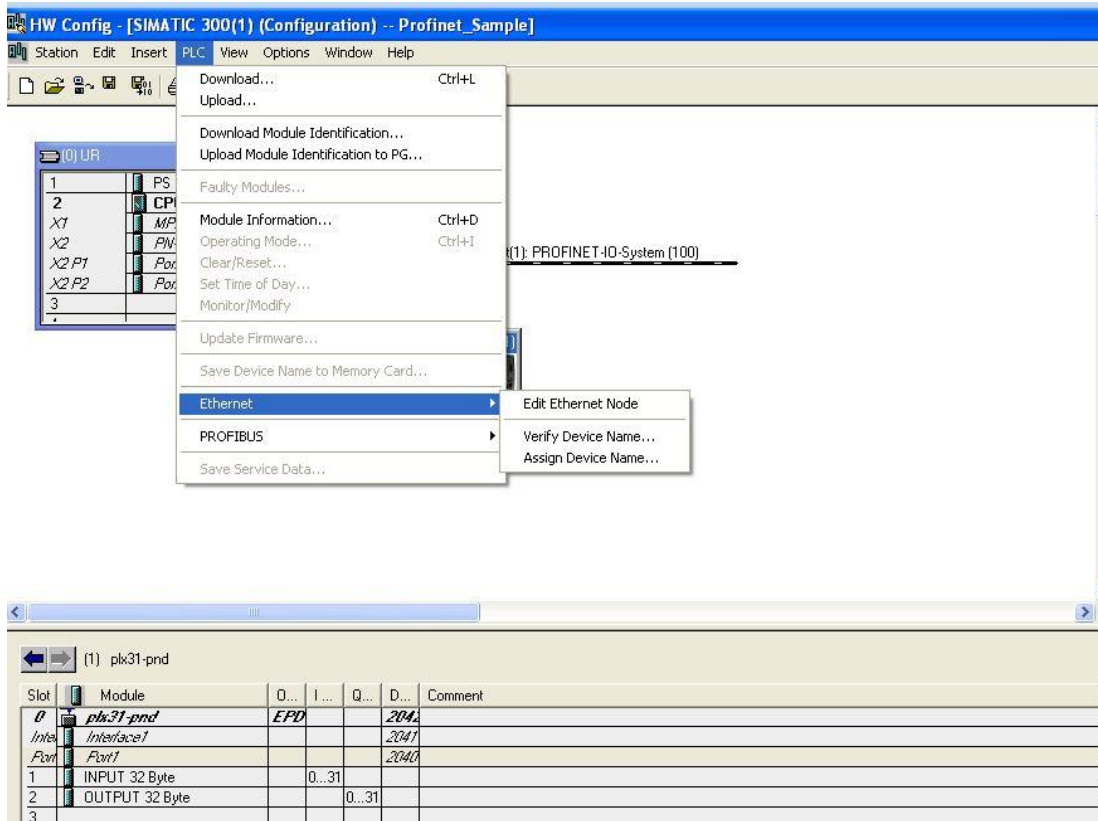 HW Config - [SIMATIC 300(1) (Configuration) -- Profinet_Sample]
Station Edit Insert PLC View Options Window Help
Download... Ctrl+L
Upload...
Download Module Identification...
Upload Module Identification to PG...
Faulty Modules...
Module Information... Ctrl+D
Operating Mode... Ctrl+I
Clear/Reset...
Set Time of Day...
Monitor/Modify
Update Firmware...
Save Device Name to Memory Card...
Ethernet
PROFIBUS
Save Service Data...
Edit Ethernet Node
Verify Device Name...
Assign Device Name...
(0) UR
1 PS
2 CPU
X1 MP
X2 PN-
X2 P1 Por
X2 P2 Por
3
t(1): PROFINET-IO-System (100)
(1) plx31-pnd
Slot Module O... I ... Q... D... Comment
0 plx31-pnd EPD 2042
Inte Interface1 2041
Port Port1 2040
1 INPUT 32 Byte 0...31
2 OUTPUT 32 Byte 0...31
3